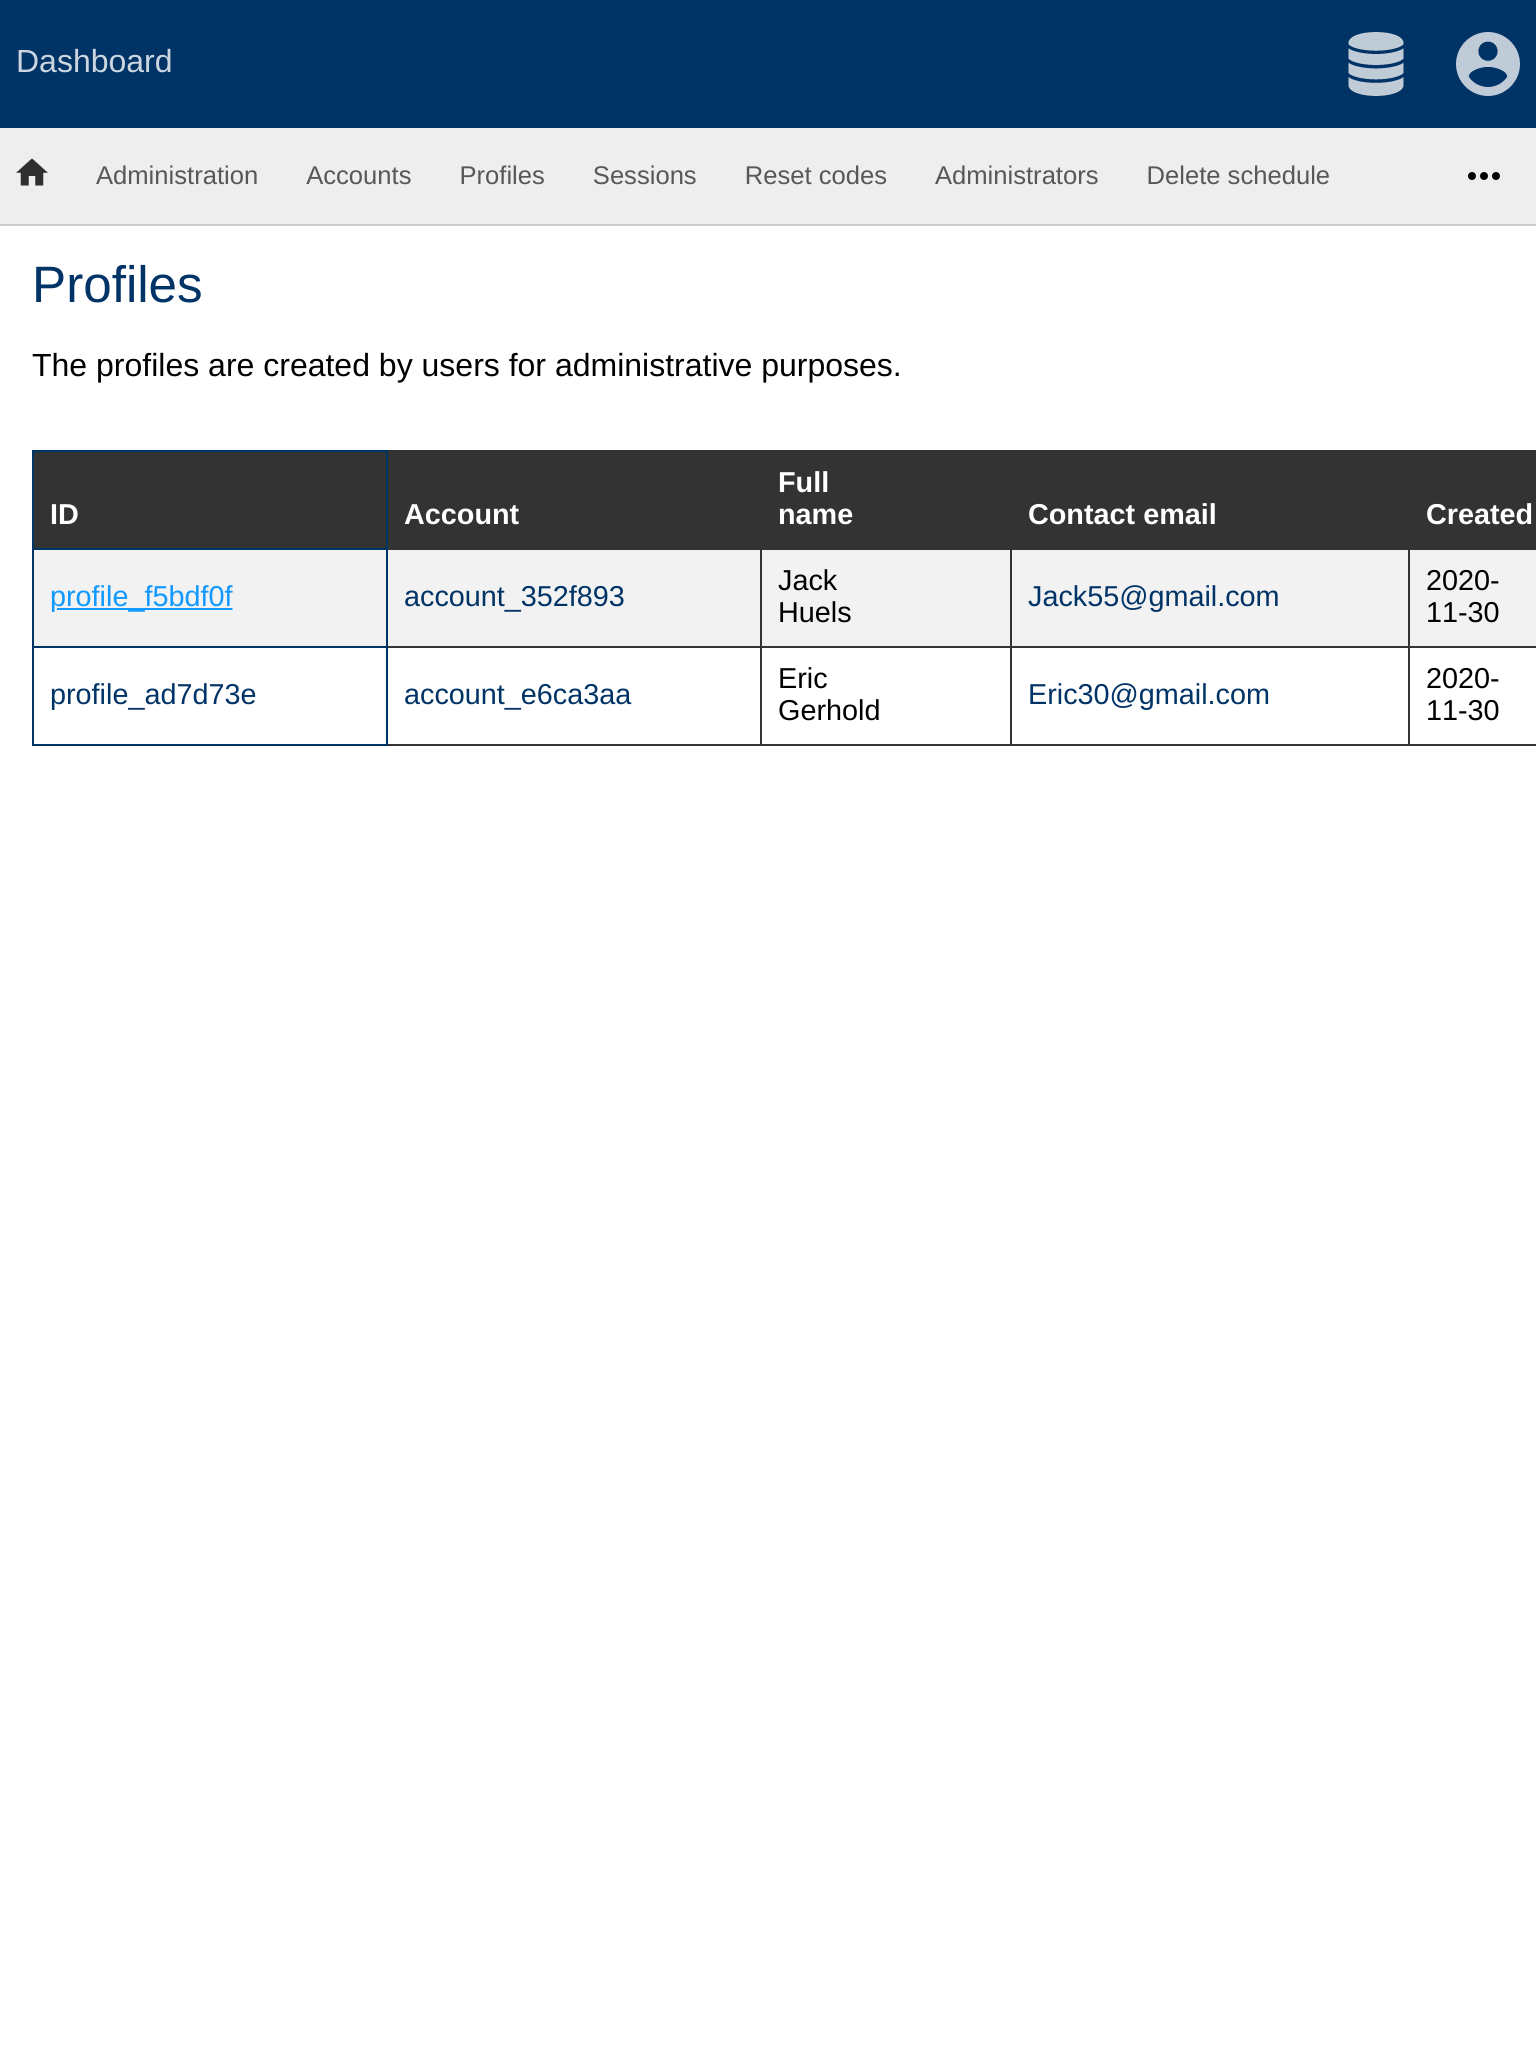 Dashboard
Administration Accounts Profiles Sessions Reset codes Administrators Delete schedule
Profiles
The profiles are created by users for administrative purposes.
ID Account Full name Contact email Created
profile_f5bdf0f account_352f893 Jack Huels Jack55@gmail.com 2020-11-30
profile_ad7d73e account_e6ca3aa Eric Gerhold Eric30@gmail.com 2020-11-30